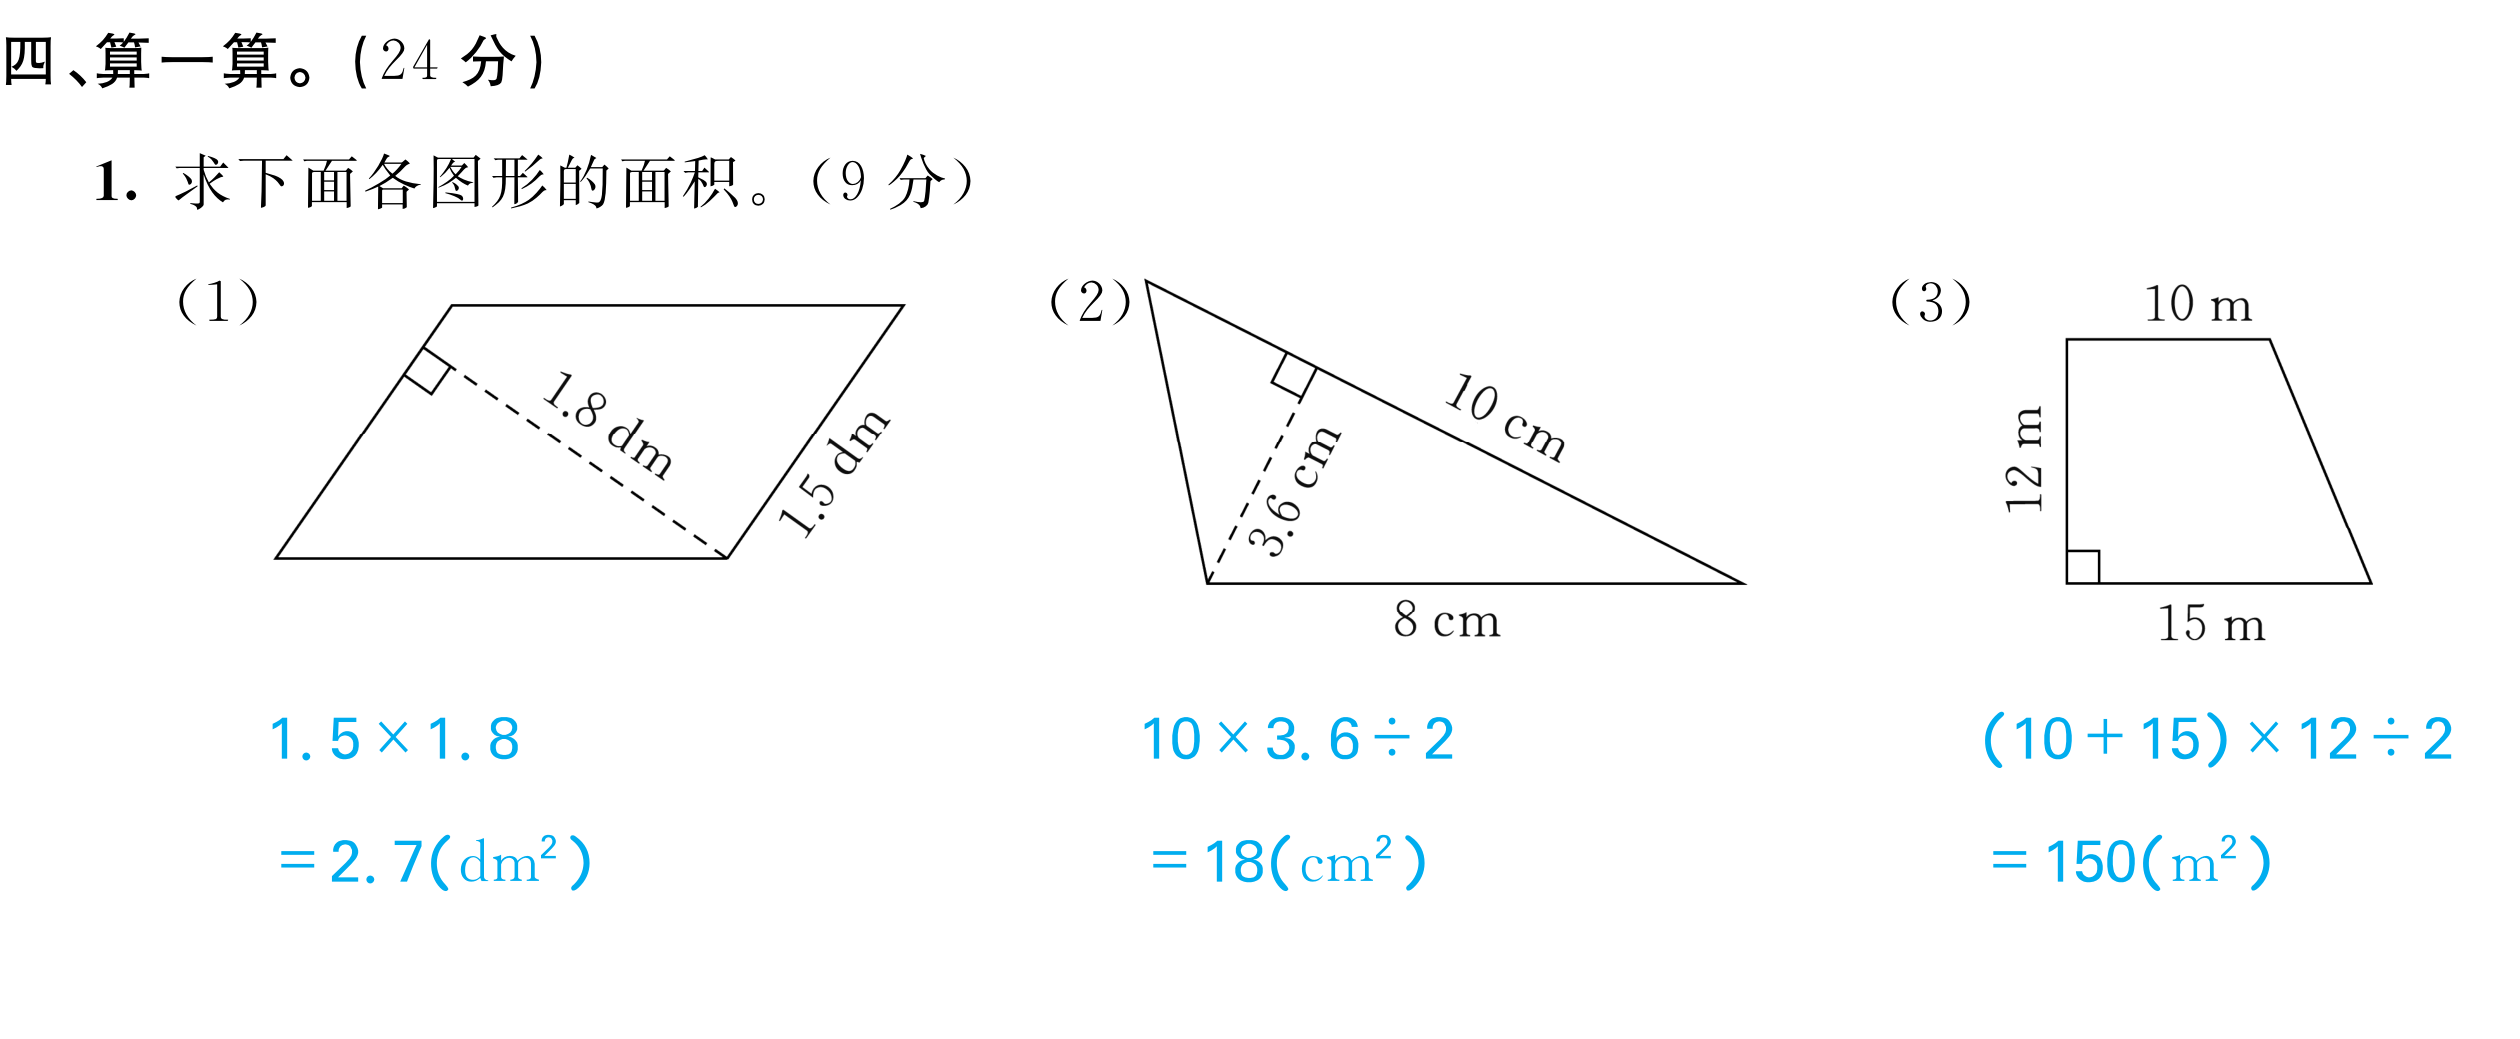 四、算一算。(24 分)
1. 求下面各图形的面积。(9 分)
(1)
(2)
(3)
10 m
1.8 dm
1.5 dm
10 cm
3.6 cm
12 m
8 cm
15 m
1.5×1.8
10×3.6÷2
(10+15)×12÷2
=2.7(dm²)
=18(cm²)
=150(m²)